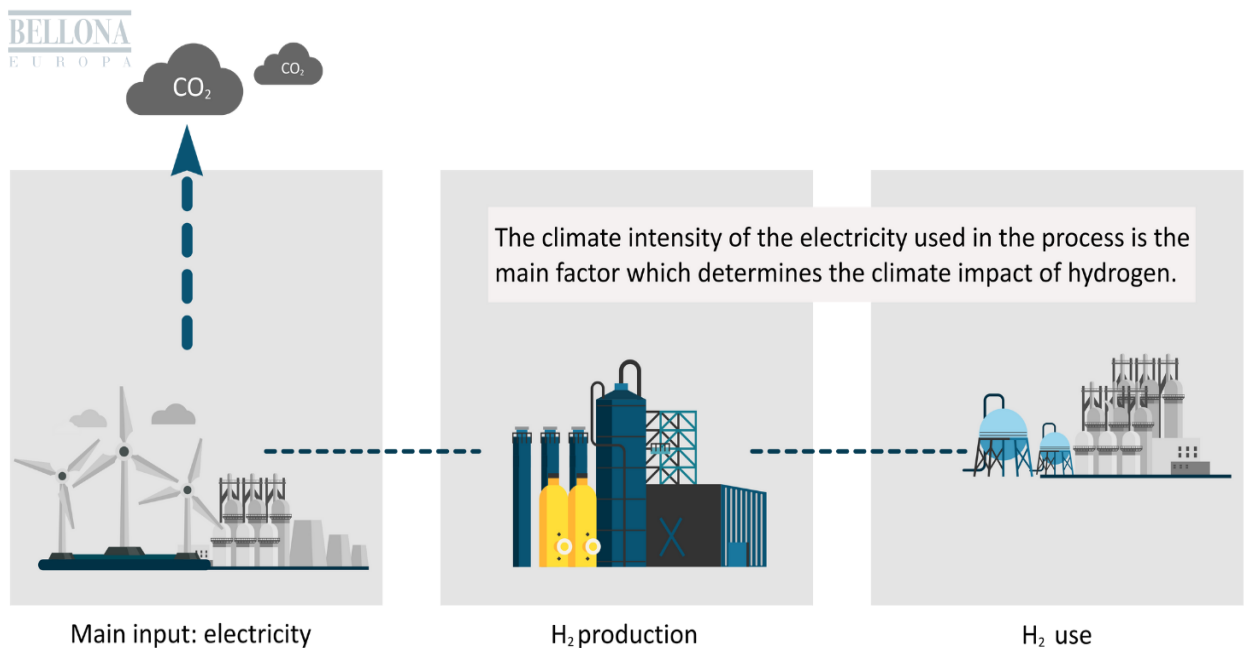 BELLONA
EUROPA
CO₂
CO₂
The climate intensity of the electricity used in the process is the
main factor which determines the climate impact of hydrogen.
Main input: electricity
H₂ production
H₂ use